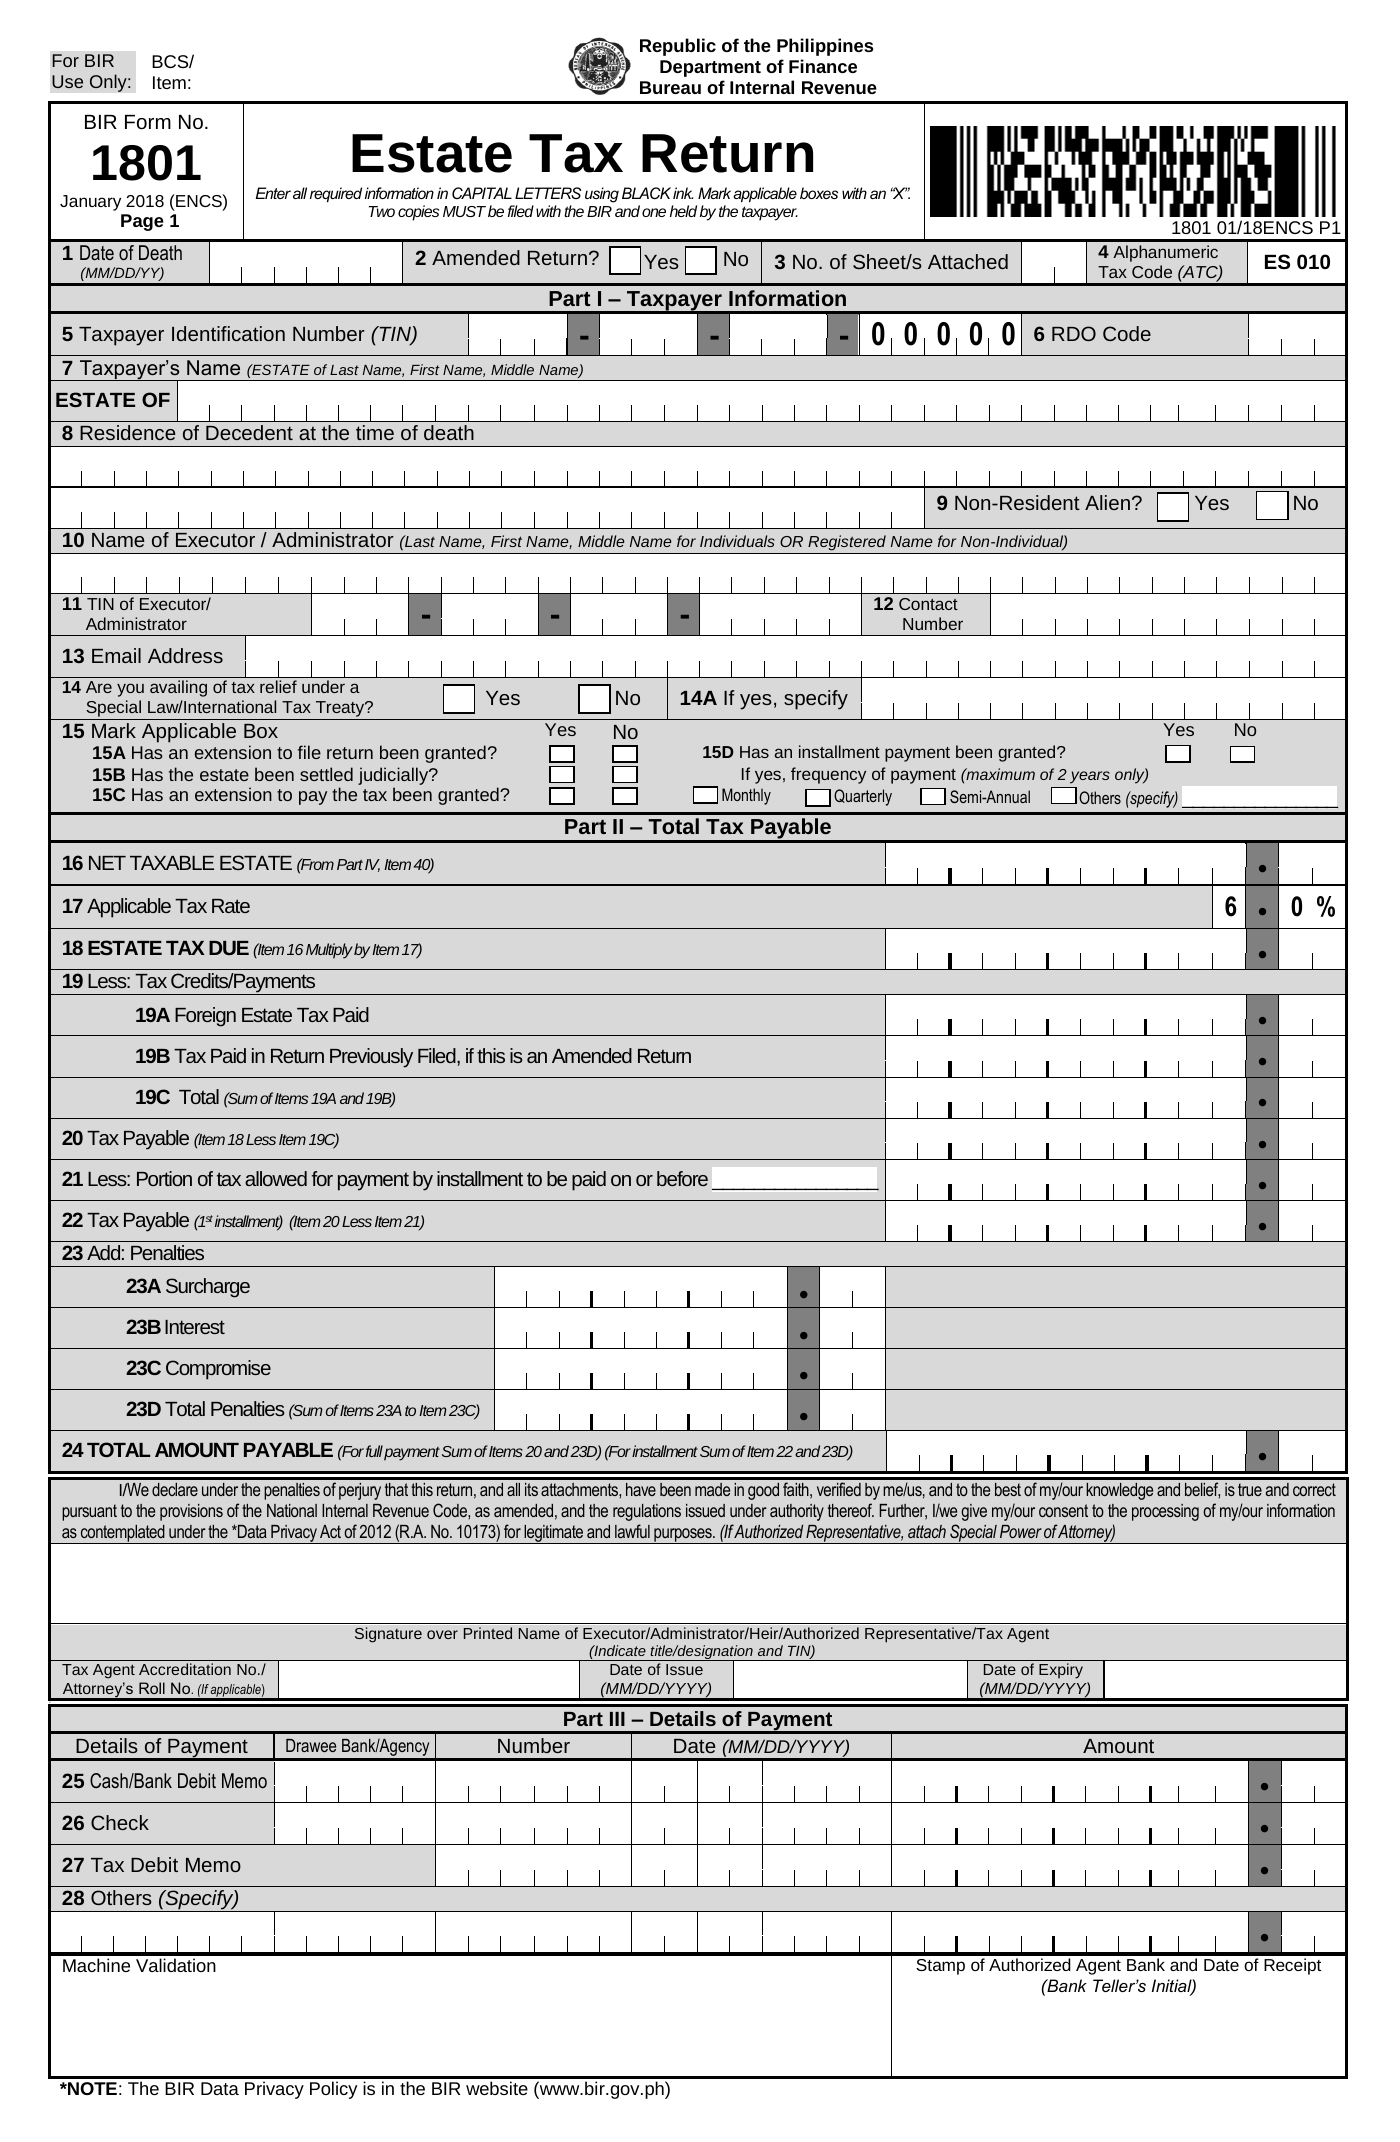 For BIR
Use Only:
BCS/
Item:
Republic of the Philippines
Department of Finance
Bureau of Internal Revenue
BIR Form No.
1801
January 2018 (ENCS)
Page 1
Estate Tax Return
Enter all required information in CAPITAL LETTERS using BLACK ink. Mark applicable boxes with an “X”.
Two copies MUST be filed with the BIR and one held by the taxpayer.
1801 01/18ENCS P1
1 Date of Death
(MM/DD/YY)
2 Amended Return? Yes No
3 No. of Sheet/s Attached
4 Alphanumeric
Tax Code (ATC)
ES 010
Part I – Taxpayer Information
5 Taxpayer Identification Number (TIN) - - - 0 0 0 0 0 6 RDO Code
7 Taxpayer’s Name (ESTATE of Last Name, First Name, Middle Name)
ESTATE OF
8 Residence of Decedent at the time of death
9 Non-Resident Alien? Yes No
10 Name of Executor / Administrator (Last Name, First Name, Middle Name for Individuals OR Registered Name for Non-Individual)
11 TIN of Executor/
Administrator
- - -
12 Contact
Number
13 Email Address
14 Are you availing of tax relief under a
Special Law/International Tax Treaty?
Yes No
14A If yes, specify
15 Mark Applicable Box Yes No Yes No
15A Has an extension to file return been granted? 15D Has an installment payment been granted?
15B Has the estate been settled judicially? If yes, frequency of payment (maximum of 2 years only)
15C Has an extension to pay the tax been granted? Monthly Quarterly Semi-Annual Others (specify) ________________
Part II – Total Tax Payable
16 NET TAXABLE ESTATE (From Part IV, Item 40) •
17 Applicable Tax Rate 6 • 0 %
18 ESTATE TAX DUE (Item 16 Multiply by Item 17) •
19 Less: Tax Credits/Payments
19A Foreign Estate Tax Paid •
19B Tax Paid in Return Previously Filed, if this is an Amended Return •
19C Total (Sum of Items 19A and 19B) •
20 Tax Payable (Item 18 Less Item 19C) •
21 Less: Portion of tax allowed for payment by installment to be paid on or before ________________ •
22 Tax Payable (1st installment) (Item 20 Less Item 21) •
23 Add: Penalties
23A Surcharge •
23B Interest •
23C Compromise •
23D Total Penalties (Sum of Items 23A to Item 23C) •
24 TOTAL AMOUNT PAYABLE (For full payment Sum of Items 20 and 23D) (For installment Sum of Item 22 and 23D) •
I/We declare under the penalties of perjury that this return, and all its attachments, have been made in good faith, verified by me/us, and to the best of my/our knowledge and belief, is true and correct
pursuant to the provisions of the National Internal Revenue Code, as amended, and the regulations issued under authority thereof. Further, I/we give my/our consent to the processing of my/our information
as contemplated under the *Data Privacy Act of 2012 (R.A. No. 10173) for legitimate and lawful purposes. (If Authorized Representative, attach Special Power of Attorney)
Signature over Printed Name of Executor/Administrator/Heir/Authorized Representative/Tax Agent
(Indicate title/designation and TIN)
Tax Agent Accreditation No./
Attorney’s Roll No. (If applicable)
Date of Issue
(MM/DD/YYYY)
Date of Expiry
(MM/DD/YYYY)
Part III – Details of Payment
Details of Payment Drawee Bank/Agency Number Date (MM/DD/YYYY) Amount
25 Cash/Bank Debit Memo •
26 Check •
27 Tax Debit Memo •
28 Others (Specify)
•
Machine Validation
Stamp of Authorized Agent Bank and Date of Receipt
(Bank Teller’s Initial)
*NOTE: The BIR Data Privacy Policy is in the BIR website (www.bir.gov.ph)